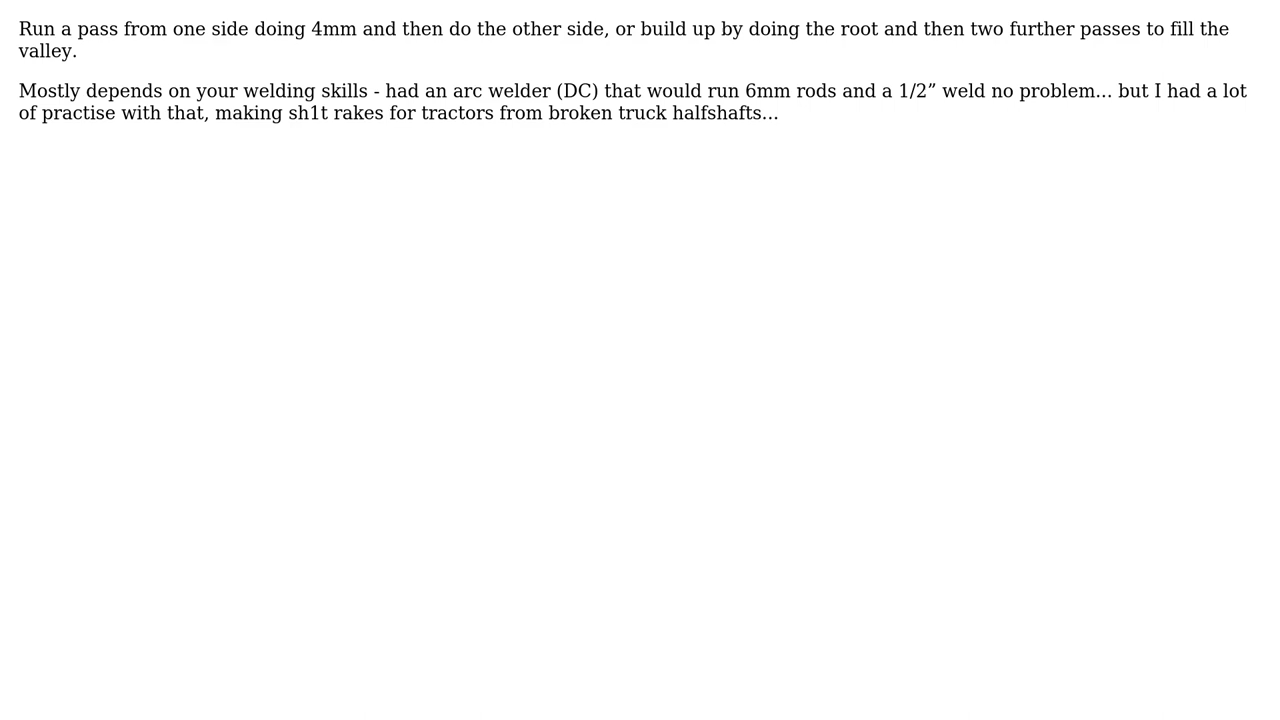 Run a pass from one side doing 4mm and then do the other side, or build up by doing the root and then two further passes to fill the
valley.
Mostly depends on your welding skills - had an arc welder (DC) that would run 6mm rods and a 1/2” weld no problem… but I had a lot
of practise with that, making sh1t rakes for tractors from broken truck halfshafts…